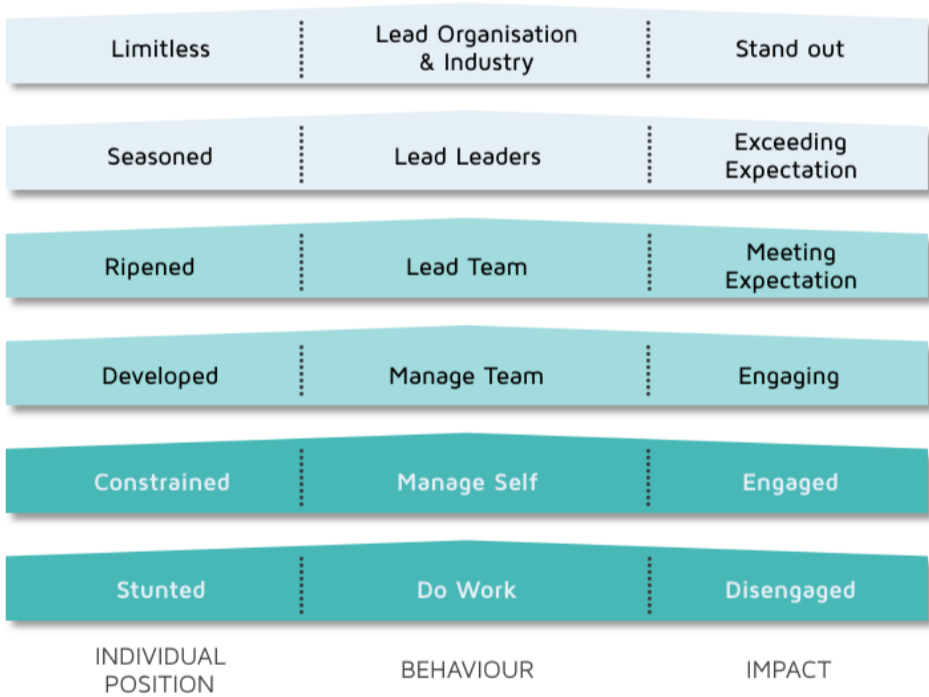 Limitless
Lead Organisation
& Industry
Stand out
Seasoned
Lead Leaders
Exceeding
Expectation
Ripened
Lead Team
Meeting
Expectation
Developed
Manage Team
Engaging
Constrained
Manage Self
Engaged
Stunted
Do Work
Disengaged
INDIVIDUAL
POSITION
BEHAVIOUR
IMPACT